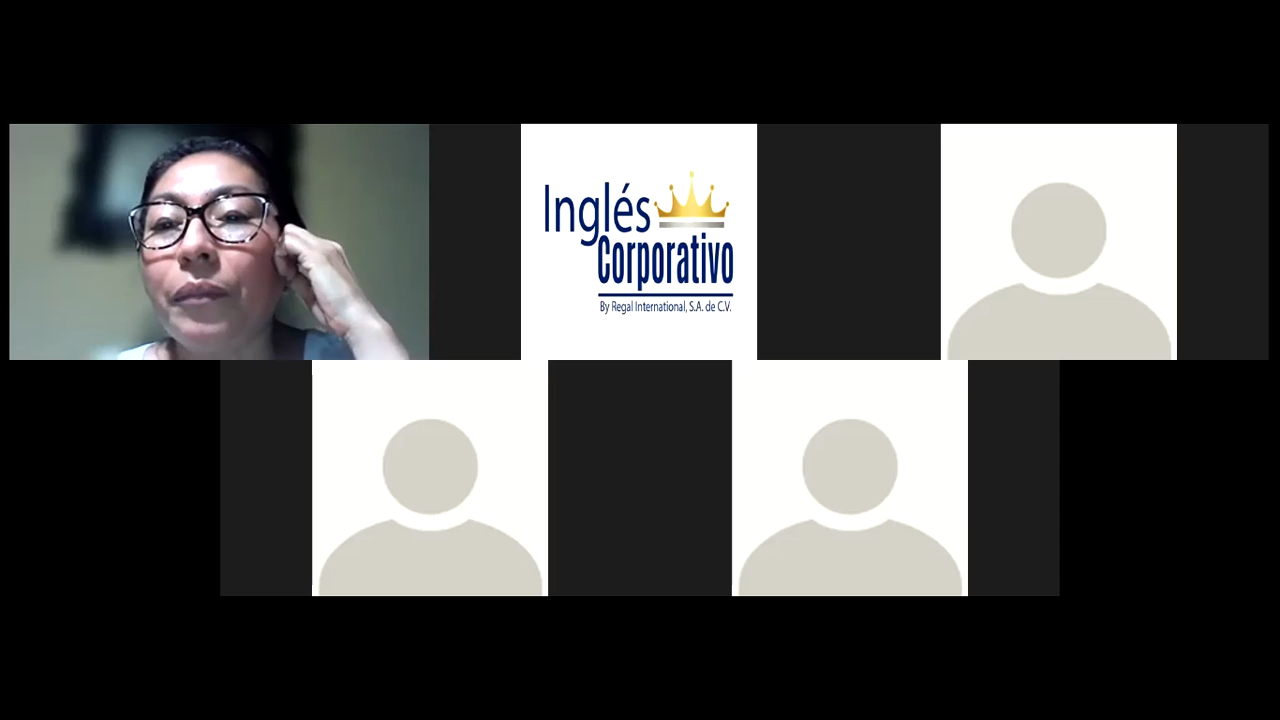 Inglés
Corporativo
By Regal International, S.A. de C.V.